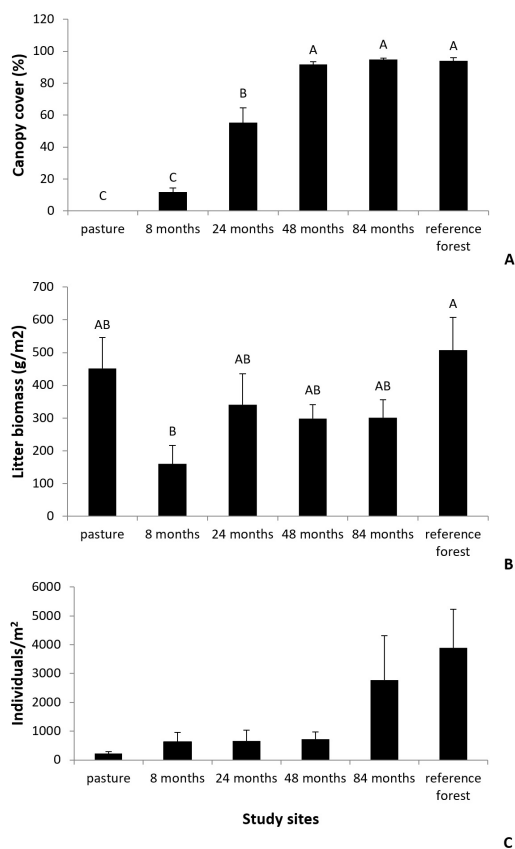 Canopy cover (%)
120
100
80
60
40
20
0
C
C
B
A
A
A
pasture
8 months
24 months
48 months
84 months
reference
forest
A
Litter biomass (g/m2)
700
600
500
400
300
200
100
0
AB
B
AB
AB
AB
A
pasture
8 months
24 months
48 months
84 months
reference
forest
B
Individuals/m²
6000
5000
4000
3000
2000
1000
0
pasture
8 months
24 months
48 months
84 months
reference
forest
Study sites
C